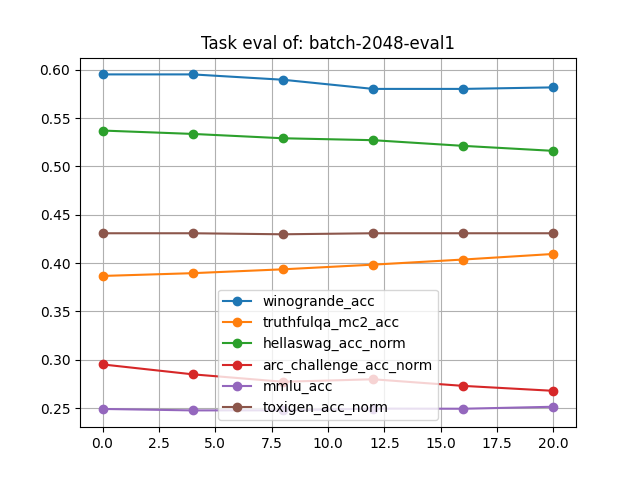 Task eval of: batch-2048-eval1
0.60
0.55
0.50
0.45
0.40
0.35
0.30
0.25
winogrande_acc
truthfulqa_mc2_acc
hellaswag_acc_norm
arc_challenge_acc_norm
mmlu_acc
toxigen_acc_norm
0.0 2.5 5.0 7.5 10.0 12.5 15.0 17.5 20.0